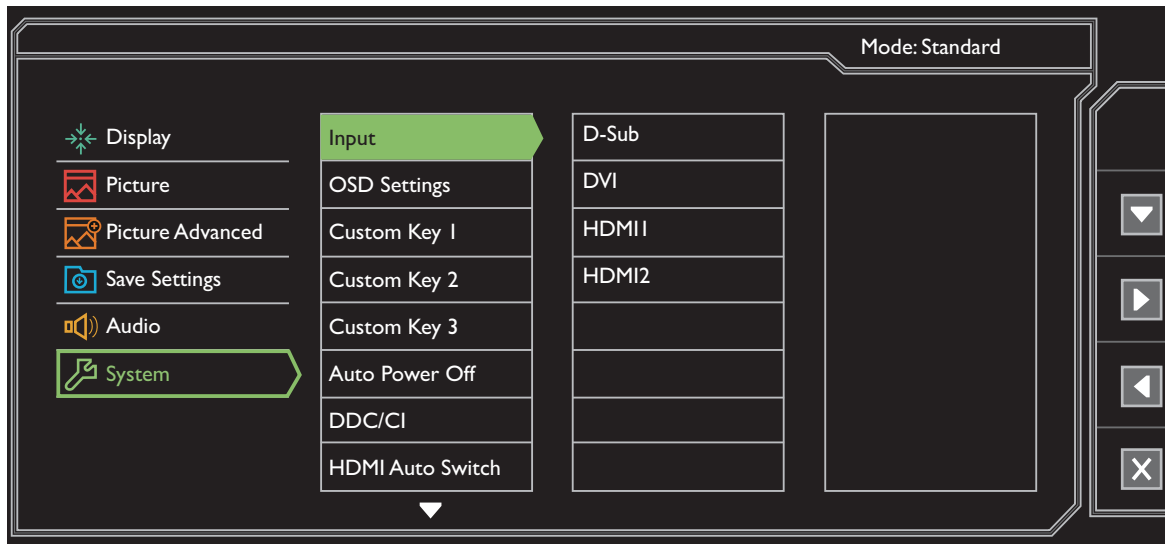 Mode: Standard
Display
Picture
Picture Advanced
Save Settings
Audio
System
Input
OSD Settings
Custom Key 1
Custom Key 2
Custom Key 3
Auto Power Off
DDC/CI
HDMI Auto Switch
D-Sub
DVI
HDMI1
HDMI2